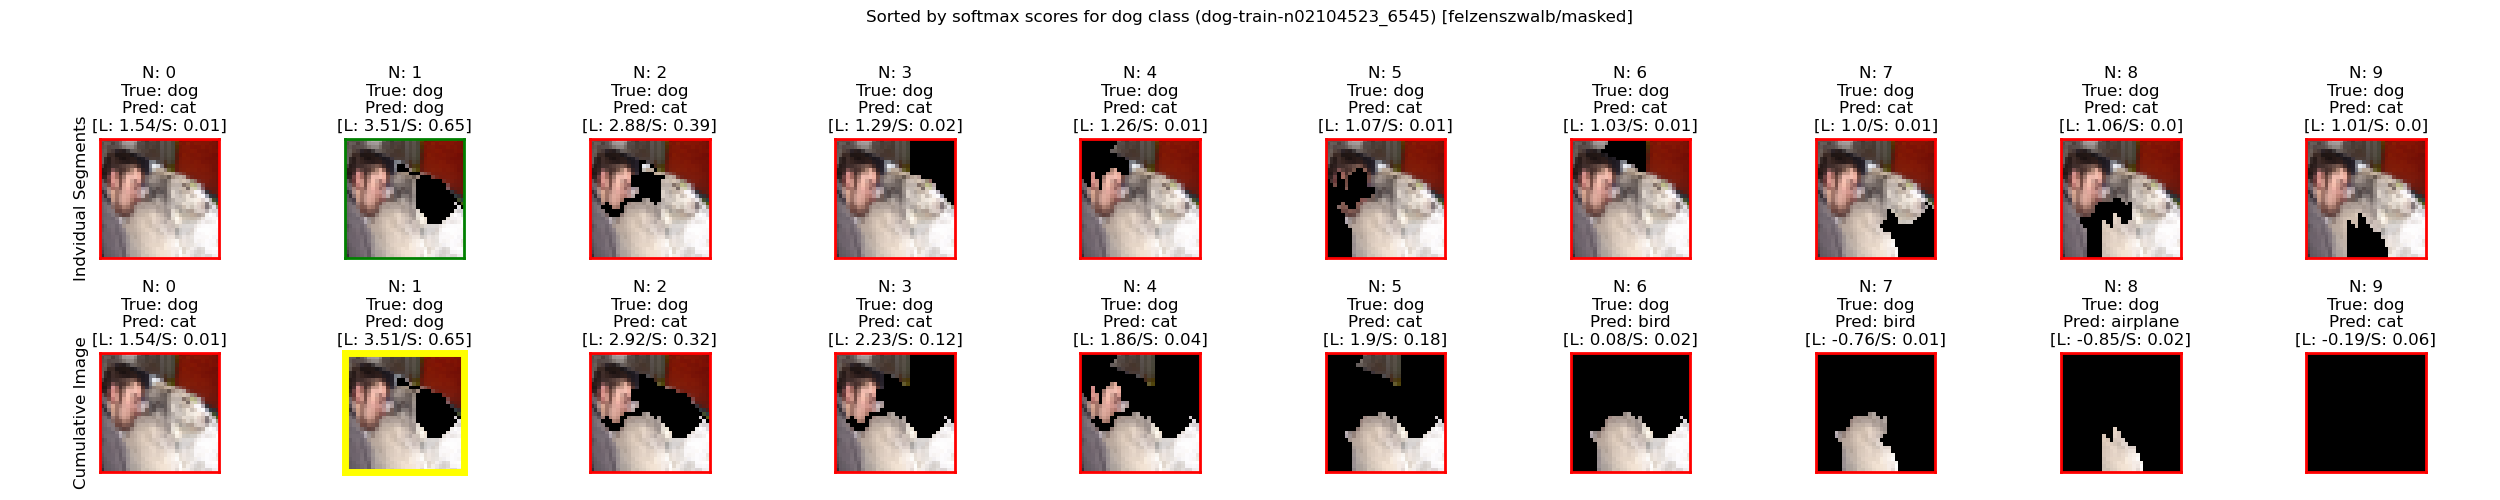 Sorted by softmax scores for dog class (dog-train-n02104523_6545) [felzenszwalb/masked]
Indvidual Segments
N: 0
True: dog
Pred: cat
[L: 1.54/S: 0.01]
N: 1
True: dog
Pred: dog
[L: 3.51/S: 0.65]
N: 2
True: dog
Pred: cat
[L: 2.88/S: 0.39]
N: 3
True: dog
Pred: cat
[L: 1.29/S: 0.02]
N: 4
True: dog
Pred: cat
[L: 1.26/S: 0.01]
N: 5
True: dog
Pred: cat
[L: 1.07/S: 0.01]
N: 6
True: dog
Pred: cat
[L: 1.03/S: 0.01]
N: 7
True: dog
Pred: cat
[L: 1.0/S: 0.01]
N: 8
True: dog
Pred: cat
[L: 1.06/S: 0.0]
N: 9
True: dog
Pred: cat
[L: 1.01/S: 0.0]
Cumulative Image
N: 0
True: dog
Pred: cat
[L: 1.54/S: 0.01]
N: 1
True: dog
Pred: dog
[L: 3.51/S: 0.65]
N: 2
True: dog
Pred: cat
[L: 2.92/S: 0.32]
N: 3
True: dog
Pred: cat
[L: 2.23/S: 0.12]
N: 4
True: dog
Pred: cat
[L: 1.86/S: 0.04]
N: 5
True: dog
Pred: cat
[L: 1.9/S: 0.18]
N: 6
True: dog
Pred: bird
[L: 0.08/S: 0.02]
N: 7
True: dog
Pred: bird
[L: -0.76/S: 0.01]
N: 8
True: dog
Pred: airplane
[L: -0.85/S: 0.02]
N: 9
True: dog
Pred: cat
[L: -0.19/S: 0.06]